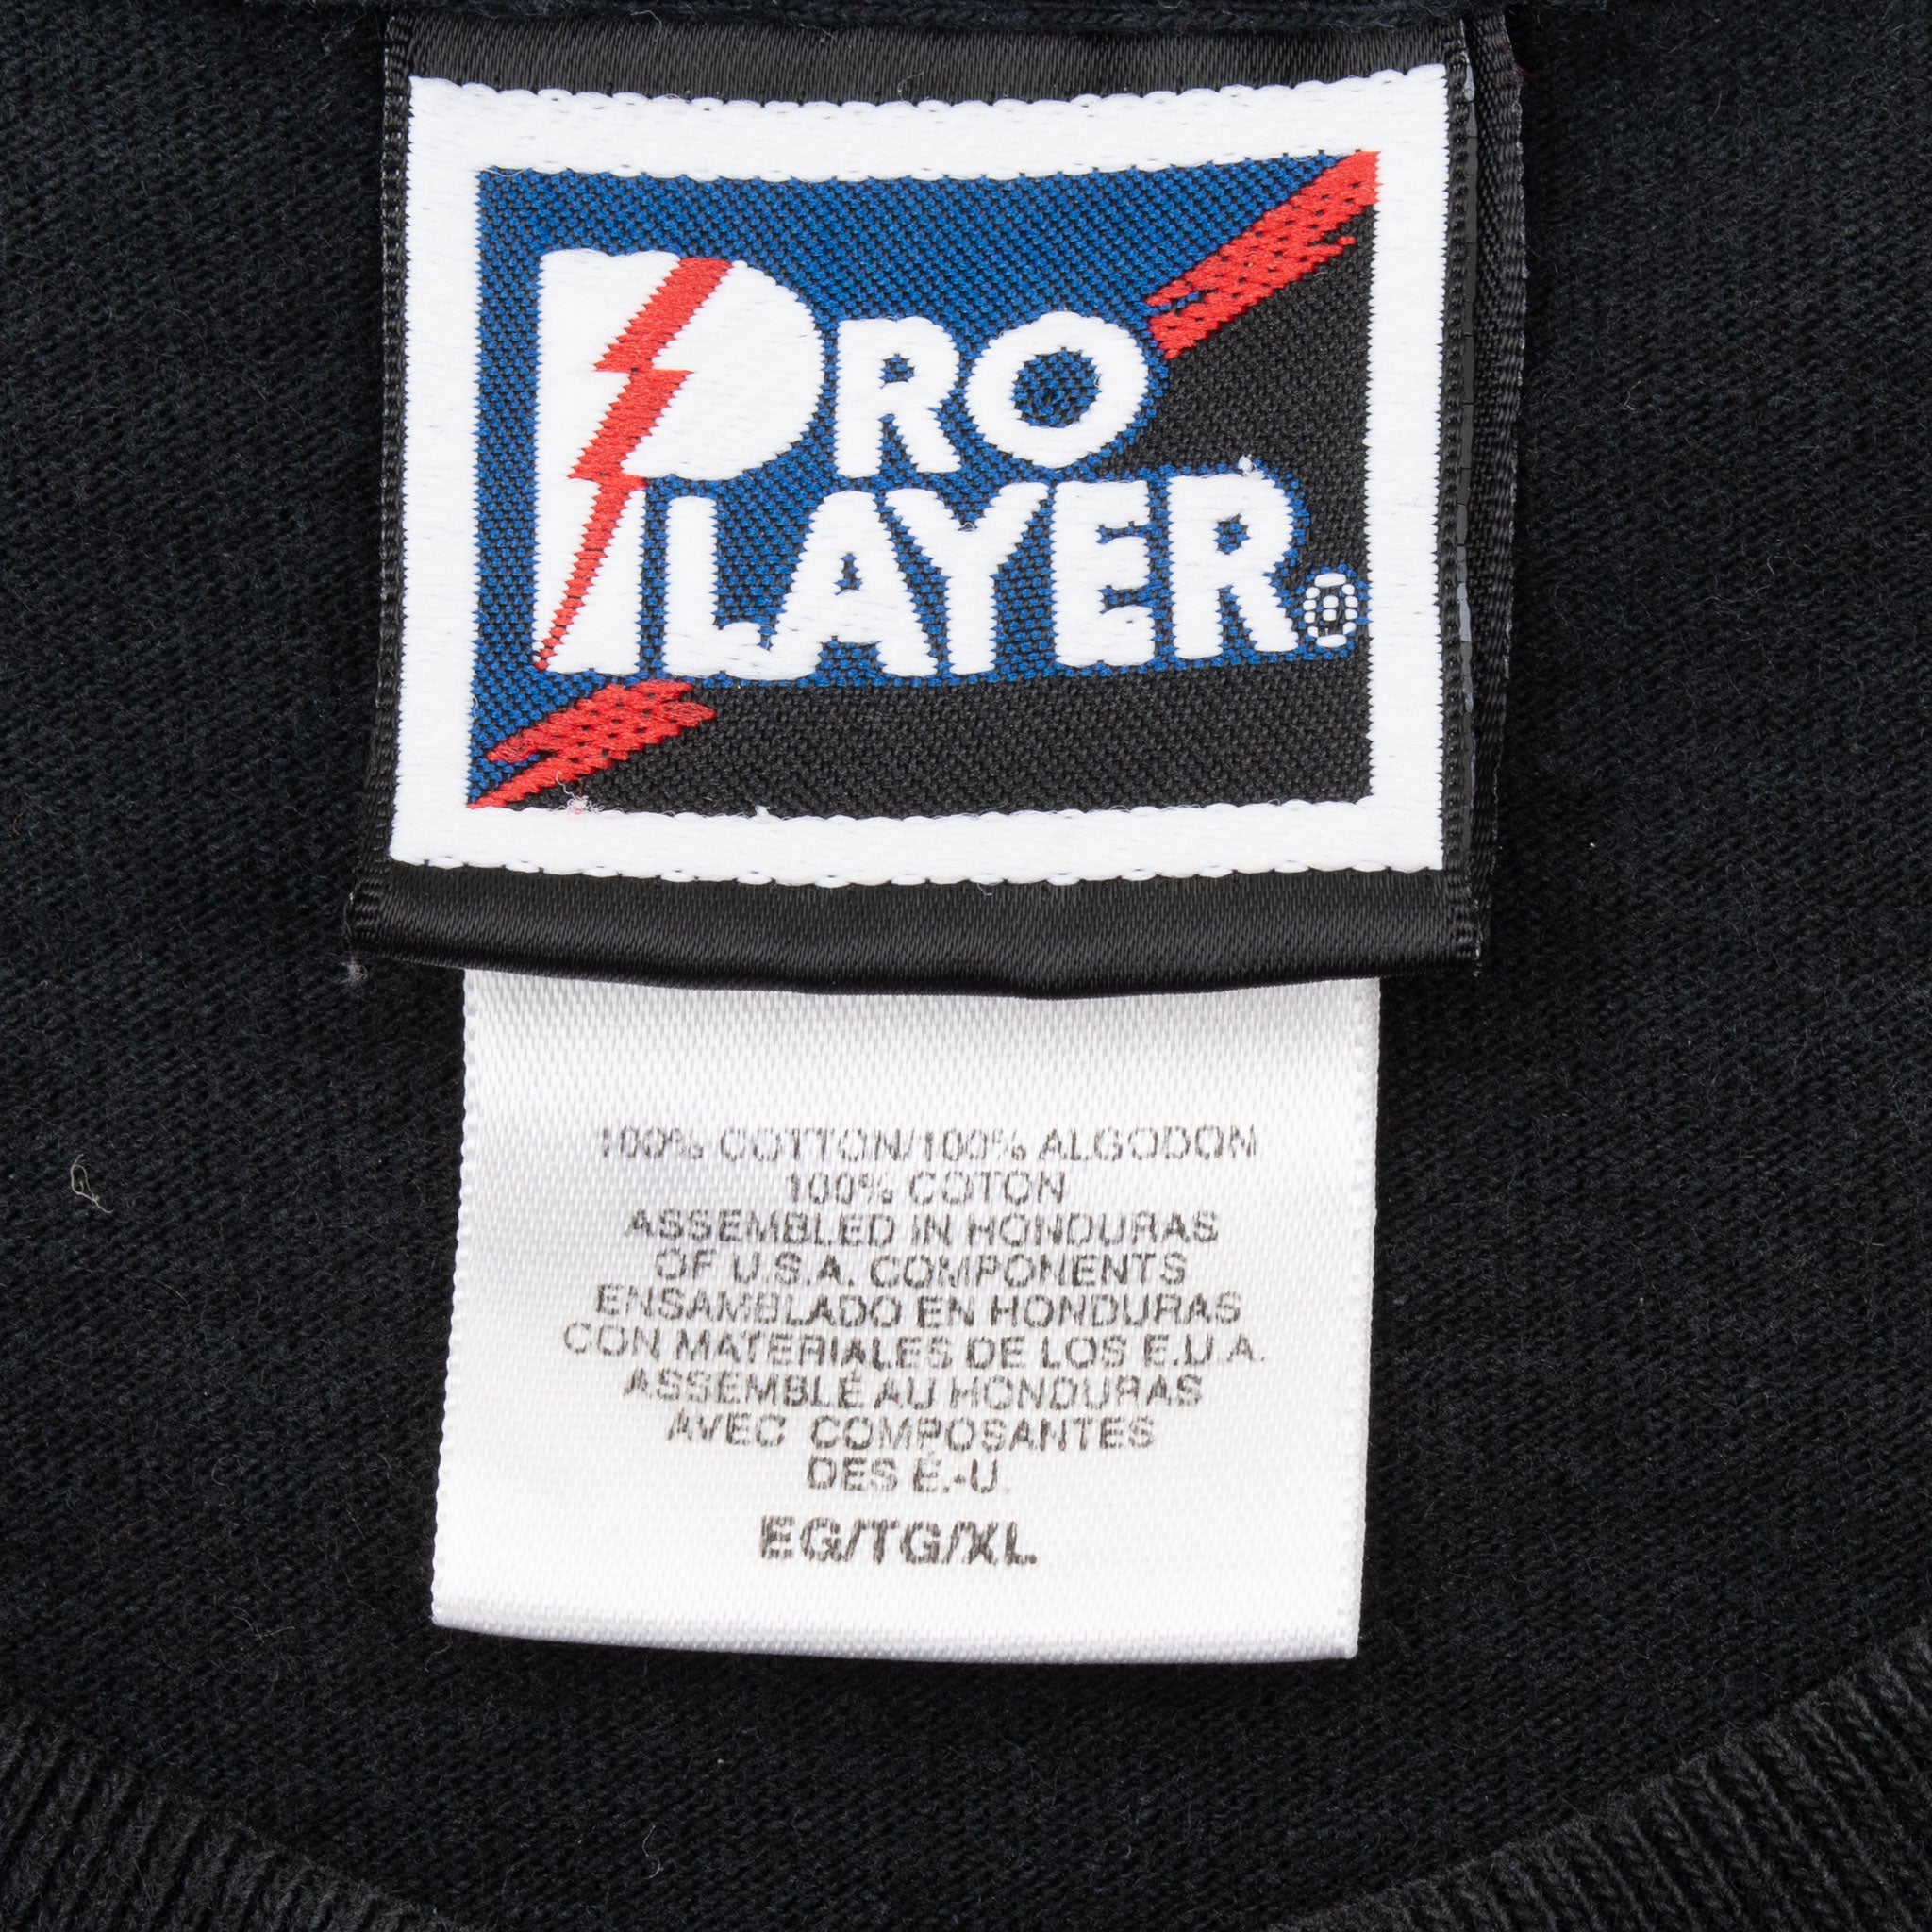 PRO
PLAYER®
100% COTTON/100% ALGODON
100% COTON
ASSEMBLED IN HONDURAS
OF U.S.A. COMPONENTS
ENSAMBLADO EN HONDURAS
CON MATERIALES DE LOS E.U.A.
ASSEMBLÉ AU HONDURAS
AVEC COMPOSANTES
DES É.-U.
EG/TG/XL